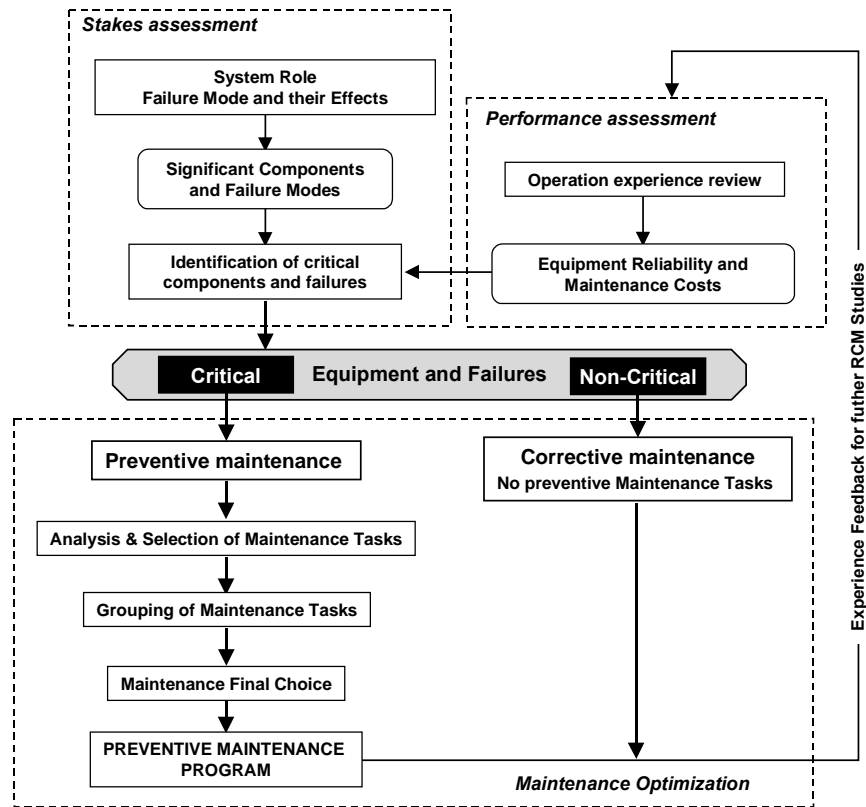 Stakes assessment
System Role
Failure Mode and their Effects
Significant Components
and Failure Modes
Identification of critical
components and failures
Performance assessment
Operation experience review
Equipment Reliability and
Maintenance Costs
Critical
Equipment and Failures
Non-Critical
Preventive maintenance
Analysis & Selection of Maintenance Tasks
Grouping of Maintenance Tasks
Maintenance Final Choice
PREVENTIVE MAINTENANCE
PROGRAM
Corrective maintenance
No preventive Maintenance Tasks
Maintenance Optimization
Experience Feedback for futher RCM Studies